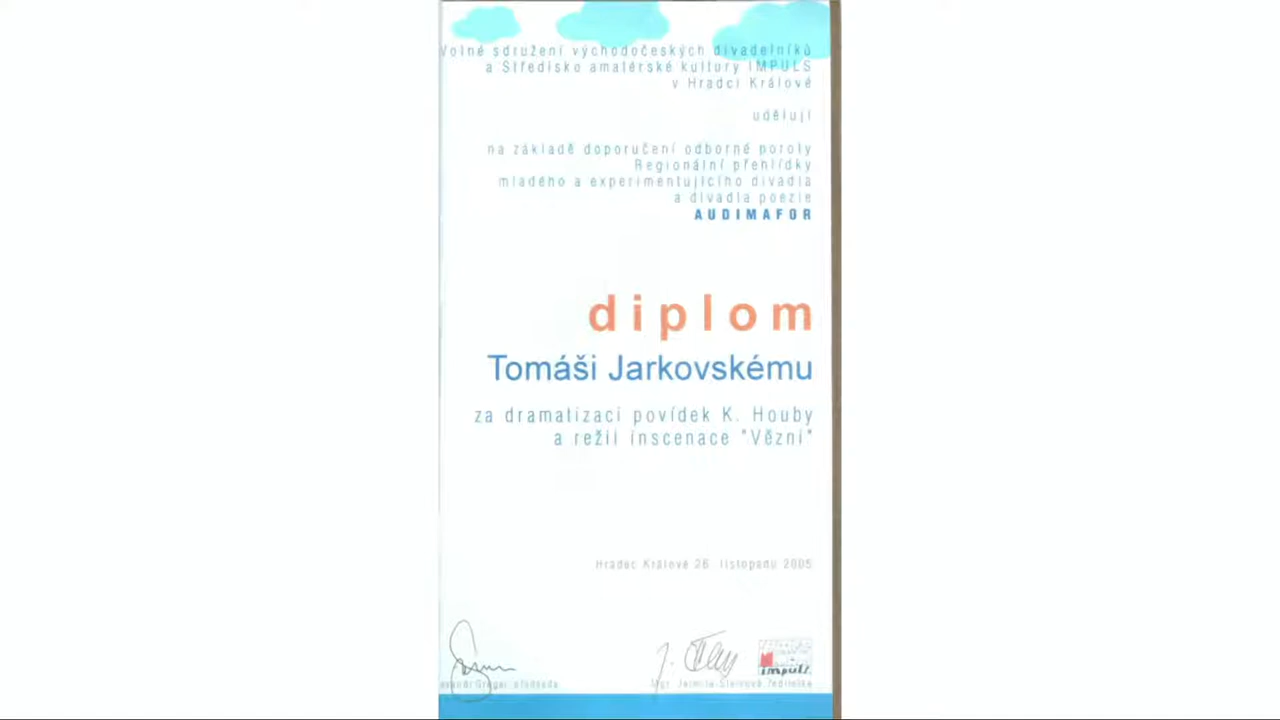 Volné sdružení východočeských divadelníků
a Středisko amatérské kultury IMPULS
v Hradci Králové
udělují
na základě doporučení odborné poroty
Regionální přehlídky
mladého a experimentujícího divadla
a divadla poezie
AUDIMAFOR
diplom
Tomáši Jarkovskému
za dramatizaci povídek K. Houby
a režii inscenace "Vězni"
Hradec Králové 26. listopadu 2005
Gregar předseda
Mgr. Jarmila Šlaisová ředitelka
impuls